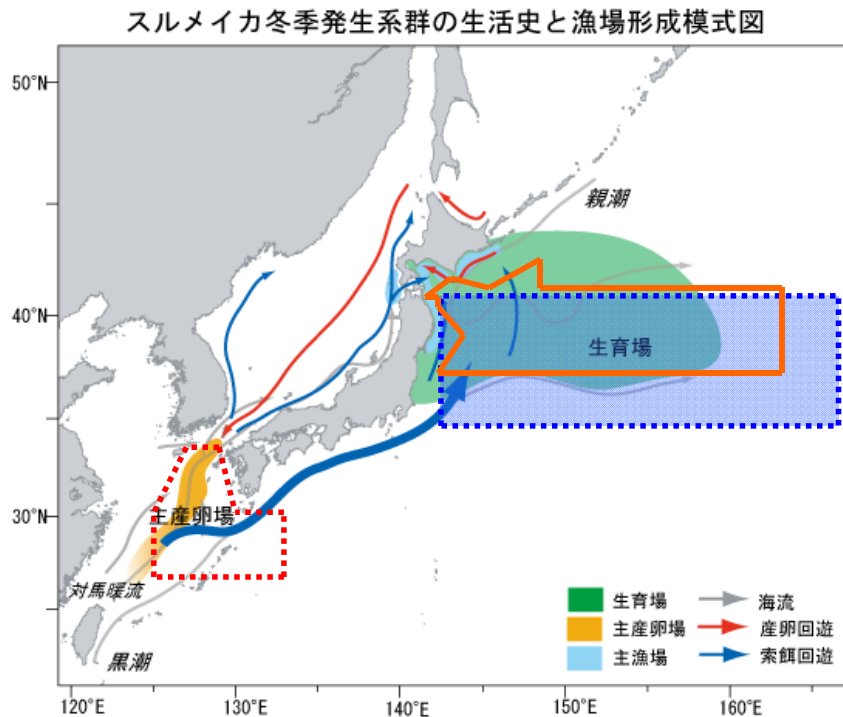 スルメイカ冬季発生系群の生活史と漁場形成模式図
50°N
親潮
40°N
生育場
30°N
主産卵場
対馬暖流
黒潮
生育場
海流
主産卵場
産卵回遊
主漁場
索餌回遊
120°E
130°E
140°E
150°E
160°E